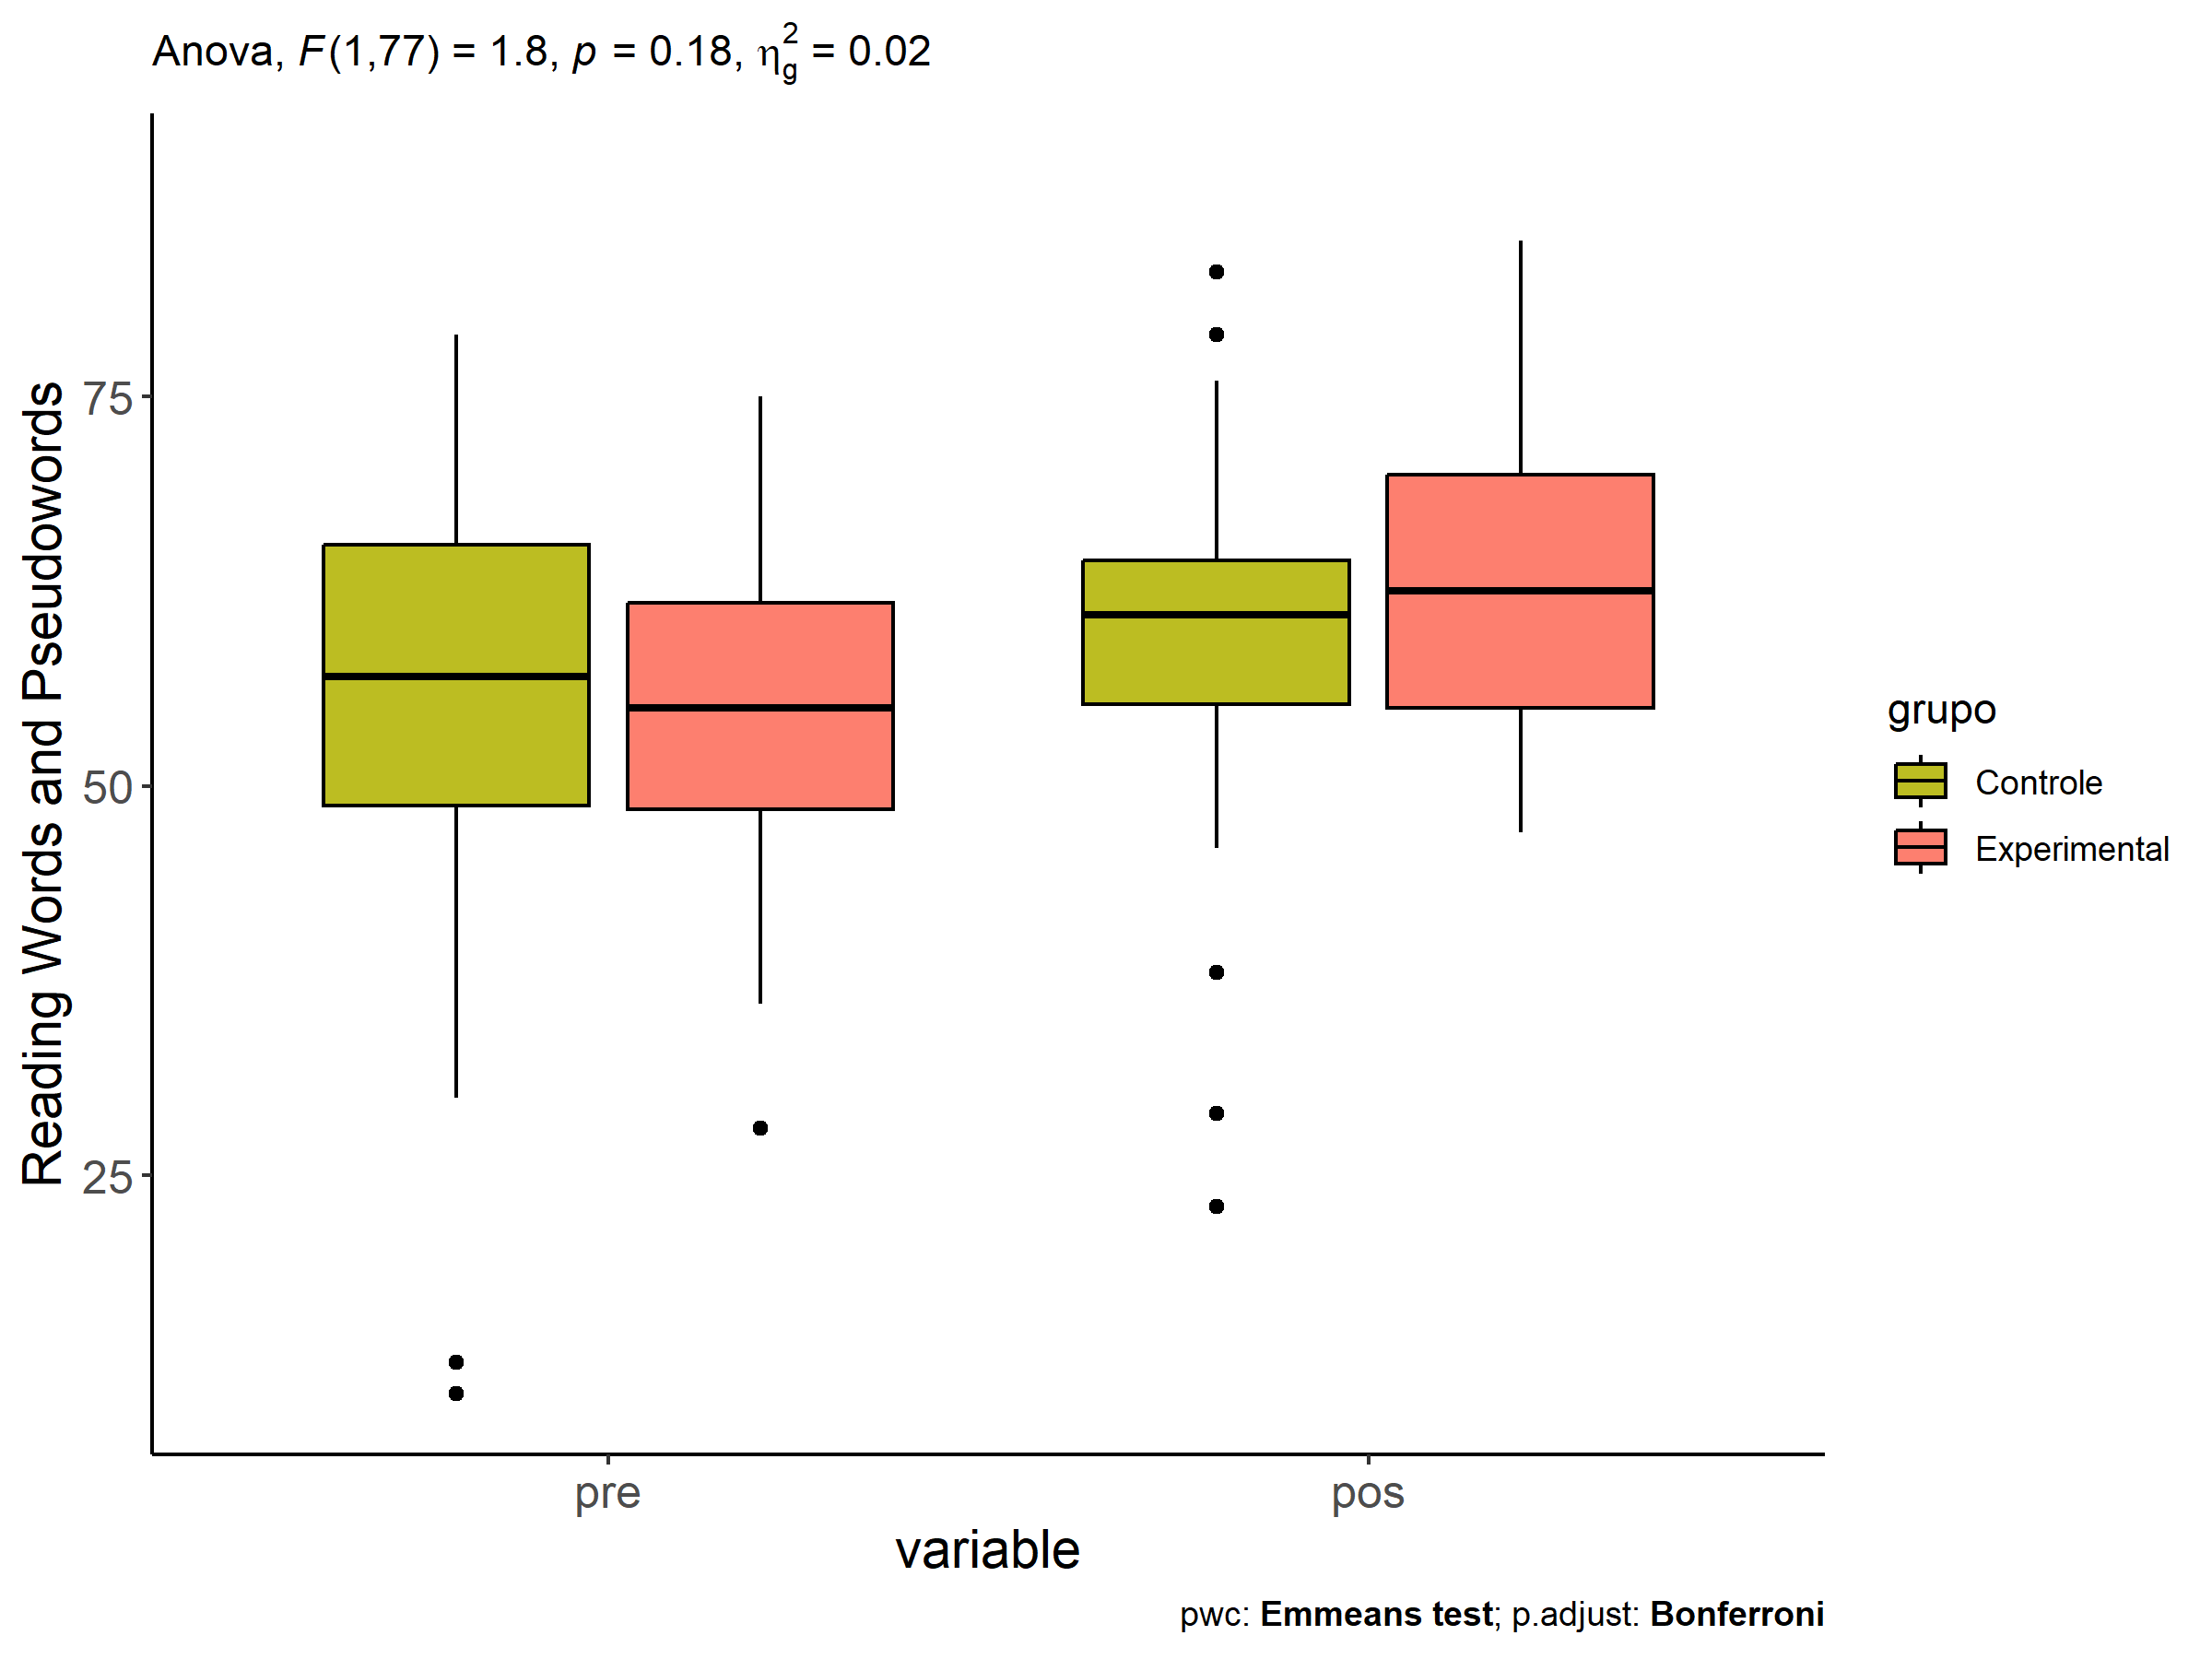 Anova, F(1,77) = 1.8, p = 0.18, η²g = 0.02
Reading Words and Pseudowords
75
50
25
pre
pos
variable
grupo
Controle
Experimental
pwc: Emmeans test; p.adjust: Bonferroni